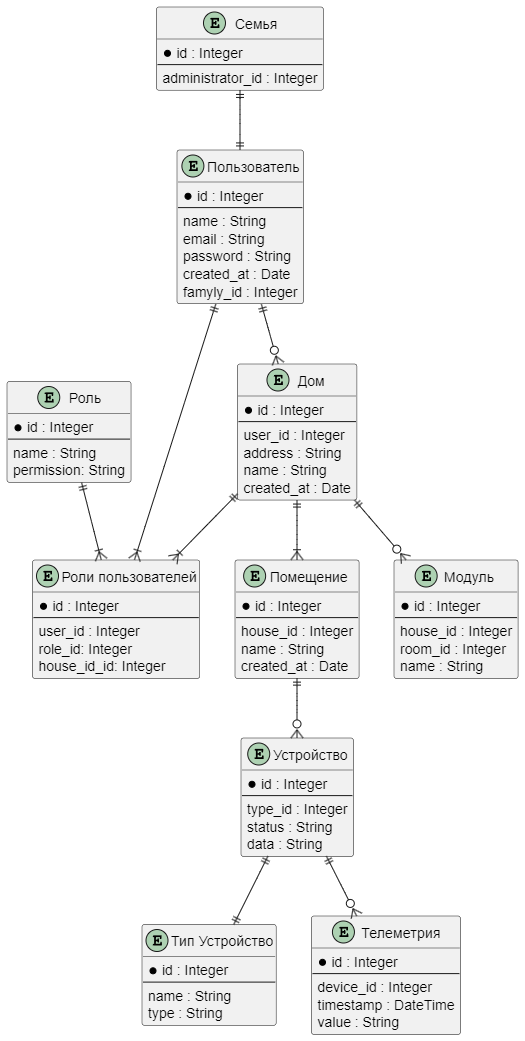 E Семья
id : Integer
administrator_id : Integer
E Пользователь
id : Integer
name : String
email : String
password : String
created_at : Date
famyly_id : Integer
E Дом
id : Integer
user_id : Integer
address : String
name : String
created_at : Date
E Роль
id : Integer
name : String
permission: String
E Роли пользователей
id : Integer
user_id : Integer
role_id: Integer
house_id_id: Integer
E Помещение
id : Integer
house_id : Integer
name : String
created_at : Date
E Модуль
id : Integer
house_id : Integer
room_id : Integer
name : String
E Устройство
id : Integer
type_id : Integer
status : String
data : String
E Тип Устройство
id : Integer
name : String
type : String
E Телеметрия
id : Integer
device_id : Integer
timestamp : DateTime
value : String